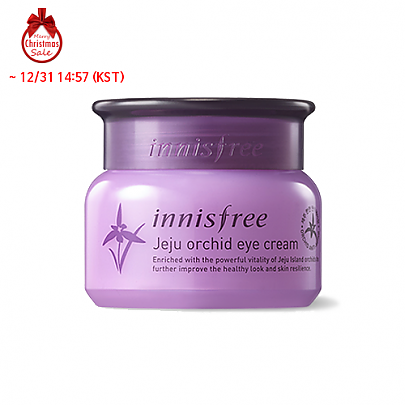 Merry
Christmas
Sale
~ 12/31 14:57 (KST)
innisfree
innisfree
Jeju orchid eye cream
Enriched with the powerful vitality of Jeju Island orchids
further improve the healthy look and skin resilience.